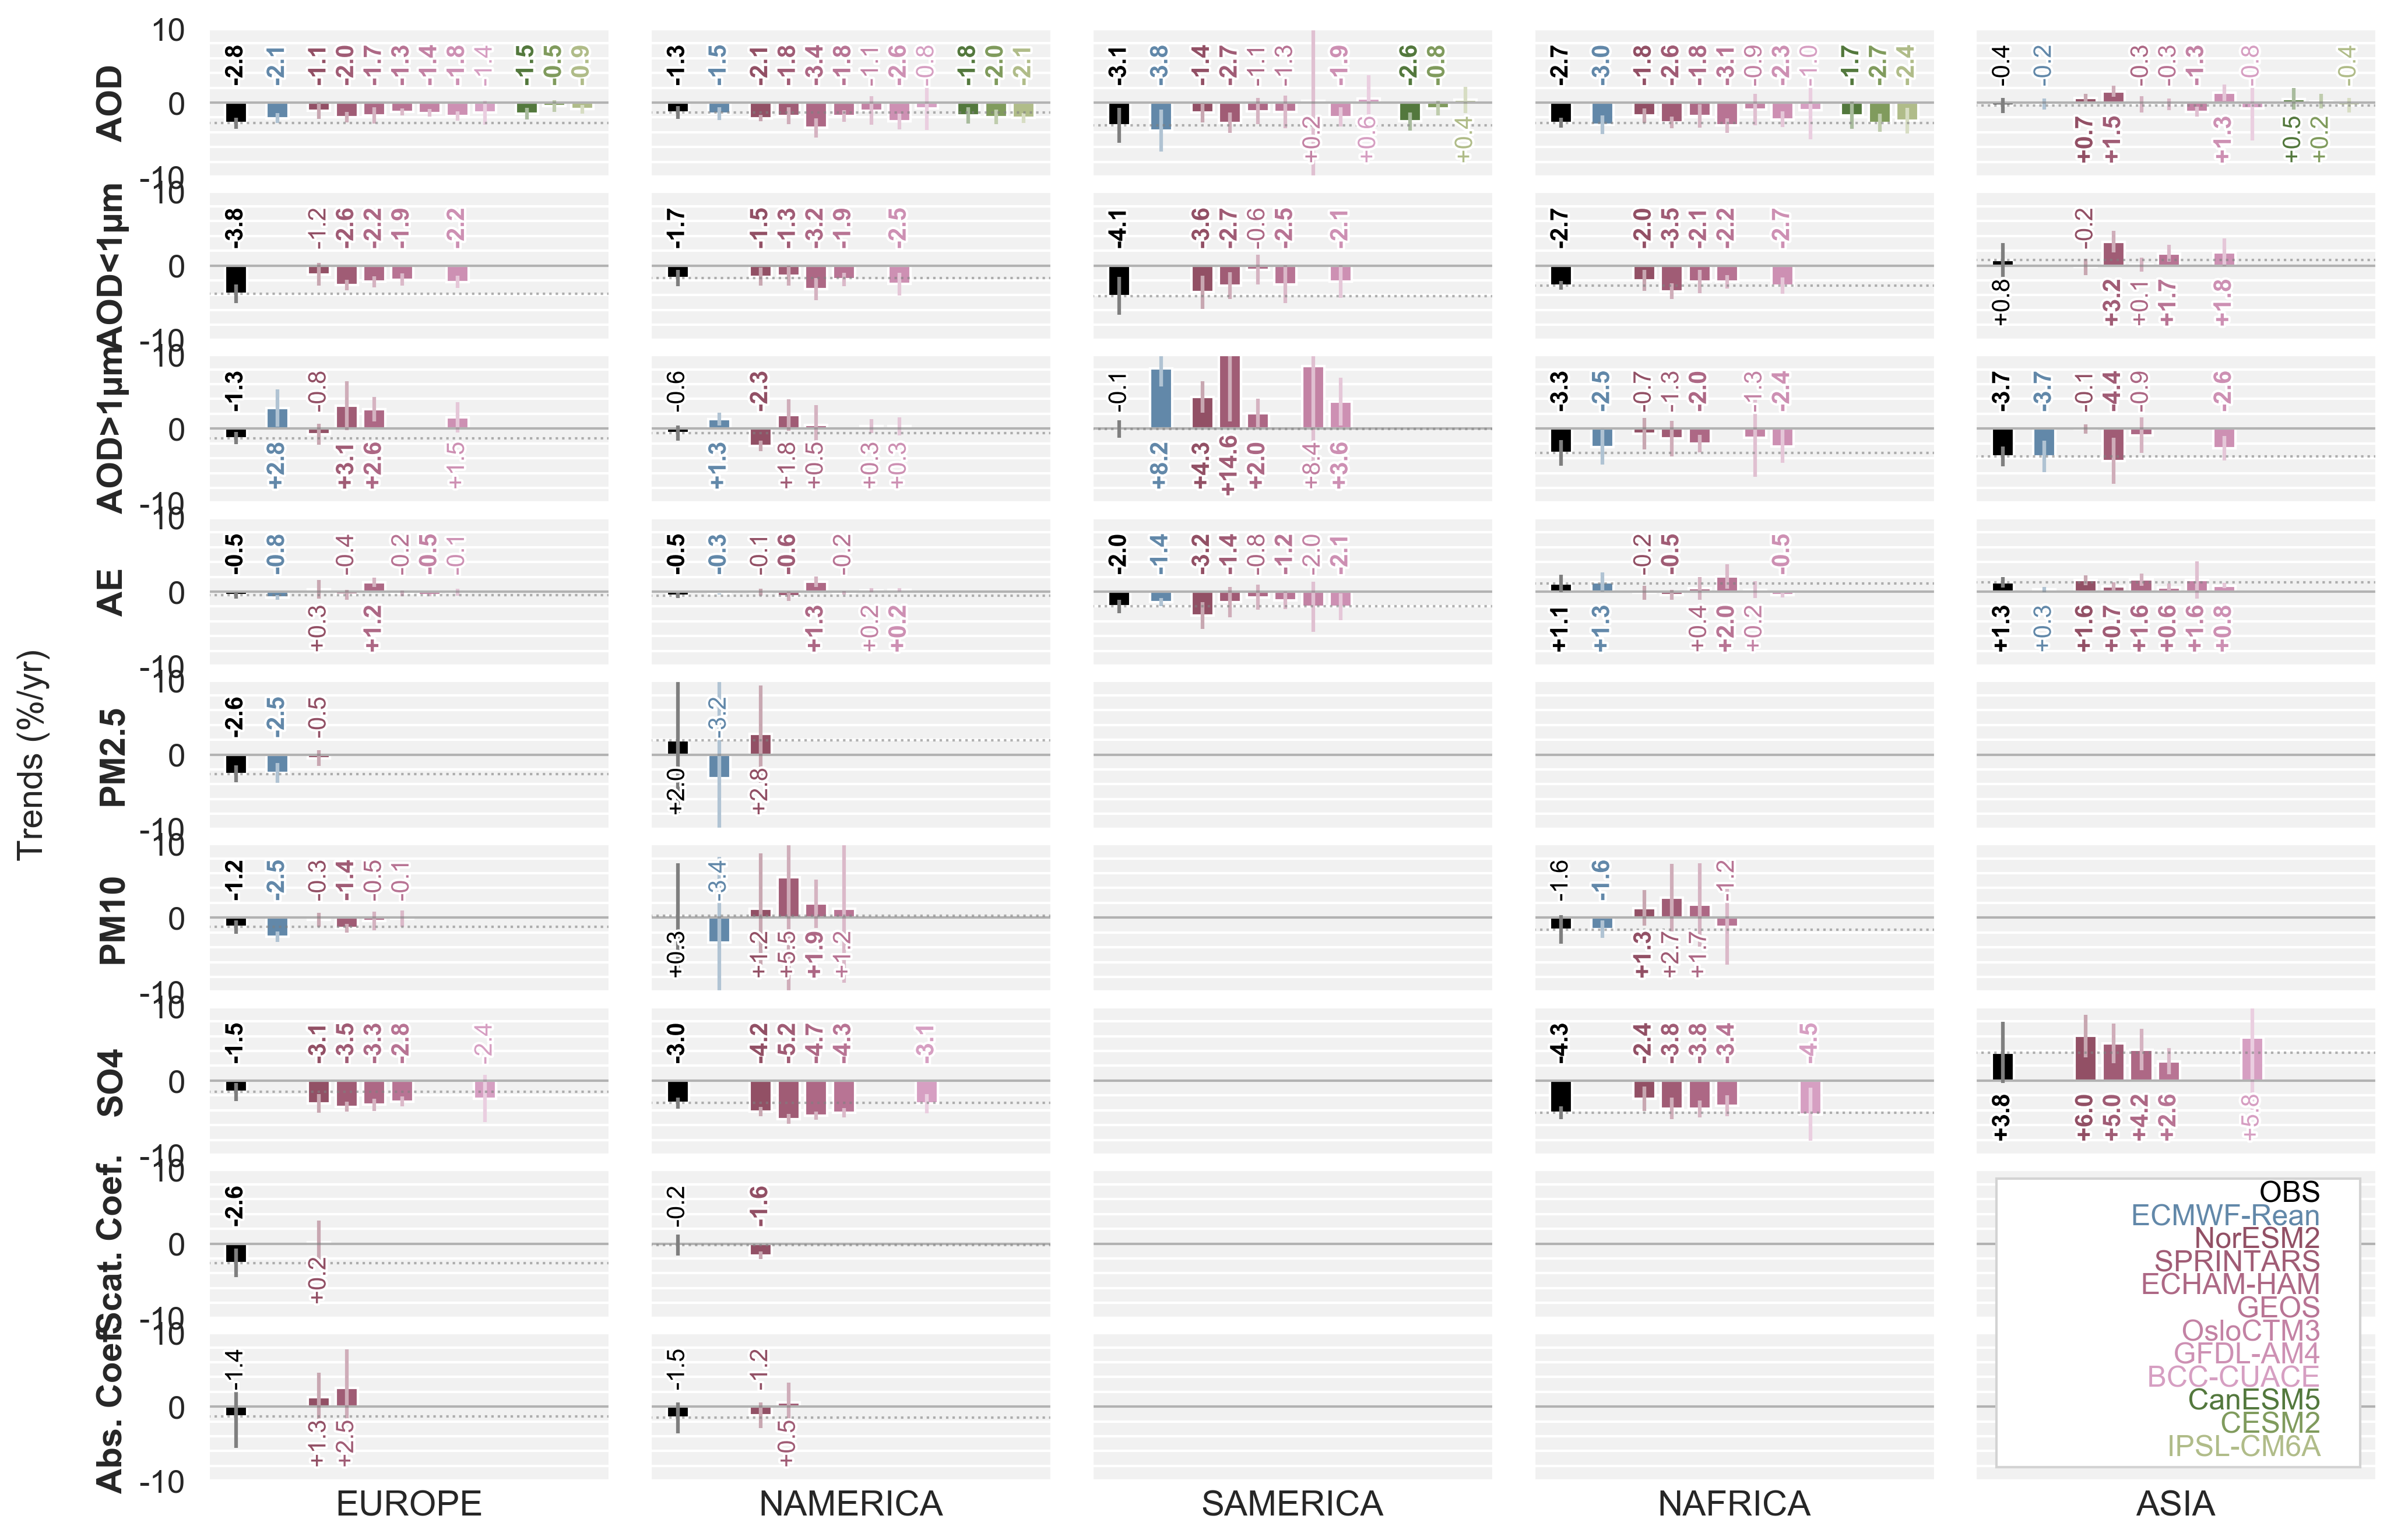 Trends (%/yr)
AOD
10
0
-10
-2.8 -2.1 -1.1 -2.0 -1.7 -1.3 -1.4 -1.8 -1.4 -1.5 -0.5 -0.9
-1.3 -1.5 -2.1 -1.8 -3.4 -1.8 -1.1 -2.6 -0.8 -1.8 -2.0 -2.1
-3.1 -3.8 -1.4 -2.7 -1.1 -1.3 +0.2 -1.9 +0.6 -2.6 -0.8 +0.4
-2.7 -3.0 -1.8 -2.6 -1.8 -3.1 -0.9 -2.3 -1.0 -1.7 -2.7 -2.4
-0.4 -0.2 +0.7 +1.5 -0.3 -0.3 -1.3 +1.3 -0.8 +0.5 +0.2 -0.4
AOD<1μm
10
0
-10
-3.8 -1.2 -2.6 -2.2 -1.9 -2.2
-1.7 -1.5 -1.3 -3.2 -1.9 -2.5
-4.1 -3.6 -2.7 -0.6 -2.5 -2.1
-2.7 -2.0 -3.5 -2.1 -2.2 -2.7
+0.8 -0.2 +3.2 +0.1 +1.7 +1.8
AOD>1μm
10
0
-10
-1.3 +2.8 -0.8 +3.1 +2.6 +1.5
-0.6 +1.3 -2.3 +1.8 +0.5 +0.3 +0.3
-0.1 +8.2 +4.3 +14.6 +2.0 +8.4 +3.6
-3.3 -2.5 -0.7 -1.3 -2.0 -1.3 -2.4
-3.7 -3.7 -0.1 -4.4 -0.9 -2.6
AE
10
0
-10
-0.5 -0.8 +0.3 -0.4 +1.2 -0.2 -0.5 -0.1
-0.5 -0.3 -0.1 -0.6 +1.3 -0.2 +0.2 +0.2
-2.0 -1.4 -3.2 -1.4 -0.8 -1.2 -2.0 -2.1
+1.1 +1.3 -0.2 -0.5 +0.4 +2.0 +0.2 -0.5
+1.3 +0.3 +1.6 +0.7 +1.6 +0.6 +1.6 +0.8
PM2.5
10
0
-10
-2.6 -2.5 -0.5
+2.0 -3.2 +2.8
PM10
10
0
-10
-1.2 -2.5 -0.3 -1.4 -0.5 -0.1
+0.3 -3.4 +1.2 +5.5 +1.9 +1.2
-1.6 -1.6 +1.3 +2.7 +1.7 -1.2
SO4
10
0
-10
-1.5 -3.1 -3.5 -3.3 -2.8 -2.4
-3.0 -4.2 -5.2 -4.7 -4.3 -3.1
-4.3 -2.4 -3.8 -3.8 -3.4 -4.5
+3.8 +6.0 +5.0 +4.2 +2.6 +5.8
Scat. Coef.
10
0
-10
-2.6 +0.2
-0.2 -1.6
Abs. Coef.
10
0
-10
-1.4 +1.3 +2.5
-1.5 -1.2 +0.5
OBS
ECMWF-Rean
NorESM2
SPRINTARS
ECHAM-HAM
GEOS
OsloCTM3
GFDL-AM4
BCC-CUACE
CanESM5
CESM2
IPSL-CM6A
EUROPE NAMERICA SAMERICA NAFRICA ASIA